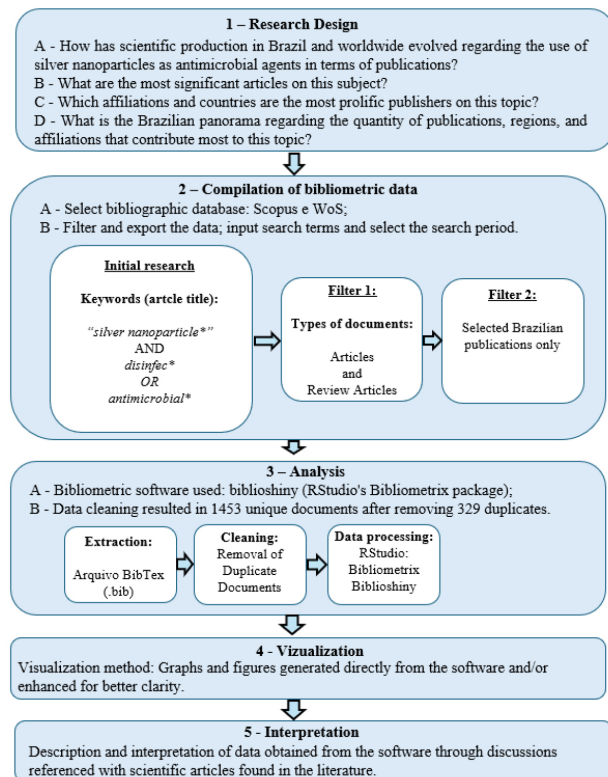 1 – Research Design
A - How has scientific production in Brazil and worldwide evolved regarding the use of
silver nanoparticles as antimicrobial agents in terms of publications?
B - What are the most significant articles on this subject?
C - Which affiliations and countries are the most prolific publishers on this topic?
D - What is the Brazilian panorama regarding the quantity of publications, regions, and
affiliations that contribute most to this topic?
2 – Compilation of bibliometric data
A - Select bibliographic database: Scopus e WoS;
B - Filter and export the data; input search terms and select the search period.
Initial research
Keywords (artcle title):
“silver nanoparticle*”
AND
disinfec*
OR
antimicrobial*
Filter 1:
Types of documents:
Articles
and
Review Articles
Filter 2:
Selected Brazilian
publications only
3 – Analysis
A - Bibliometric software used: biblioshiny (RStudio's Bibliometrix package);
B - Data cleaning resulted in 1453 unique documents after removing 329 duplicates.
Extraction:
Arquivo BibTex
(.bib)
Cleaning:
Removal of
Duplicate
Documents
Data processing:
RStudio:
Bibliometrix
Biblioshiny
4 - Vizualization
Visualization method: Graphs and figures generated directly from the software and/or
enhanced for better clarity.
5 - Interpretation
Description and interpretation of data obtained from the software through discussions
referenced with scientific articles found in the literature.